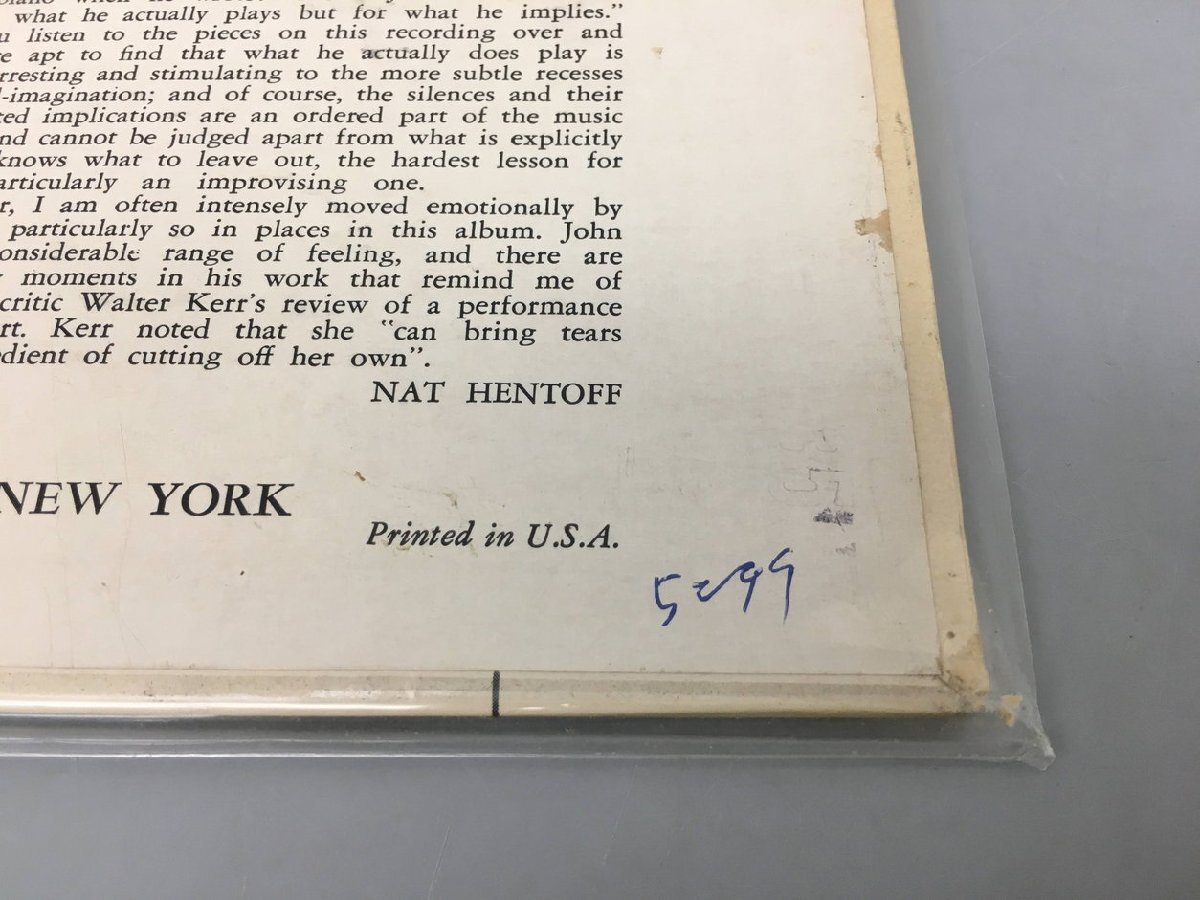 what he actually plays but for what he implies."
listen to the pieces on this recording over and
apt to find that what he actually does play is
rresting and stimulating to the more subtle recesses
l-imagination; and of course, the silences and their
ted implications are an ordered part of the music
nd cannot be judged apart from what is explicitly
knows what to leave out, the hardest lesson for
articularly an improvising one.
r, I am often intensely moved emotionally by
particularly so in places in this album. John
onsiderable range of feeling, and there are
moments in his work that remind me of
critic Walter Kerr's review of a performance
rt. Kerr noted that she "can bring tears
edient of cutting off her own".
NAT HENTOFF
NEW YORK
Printed in U.S.A.